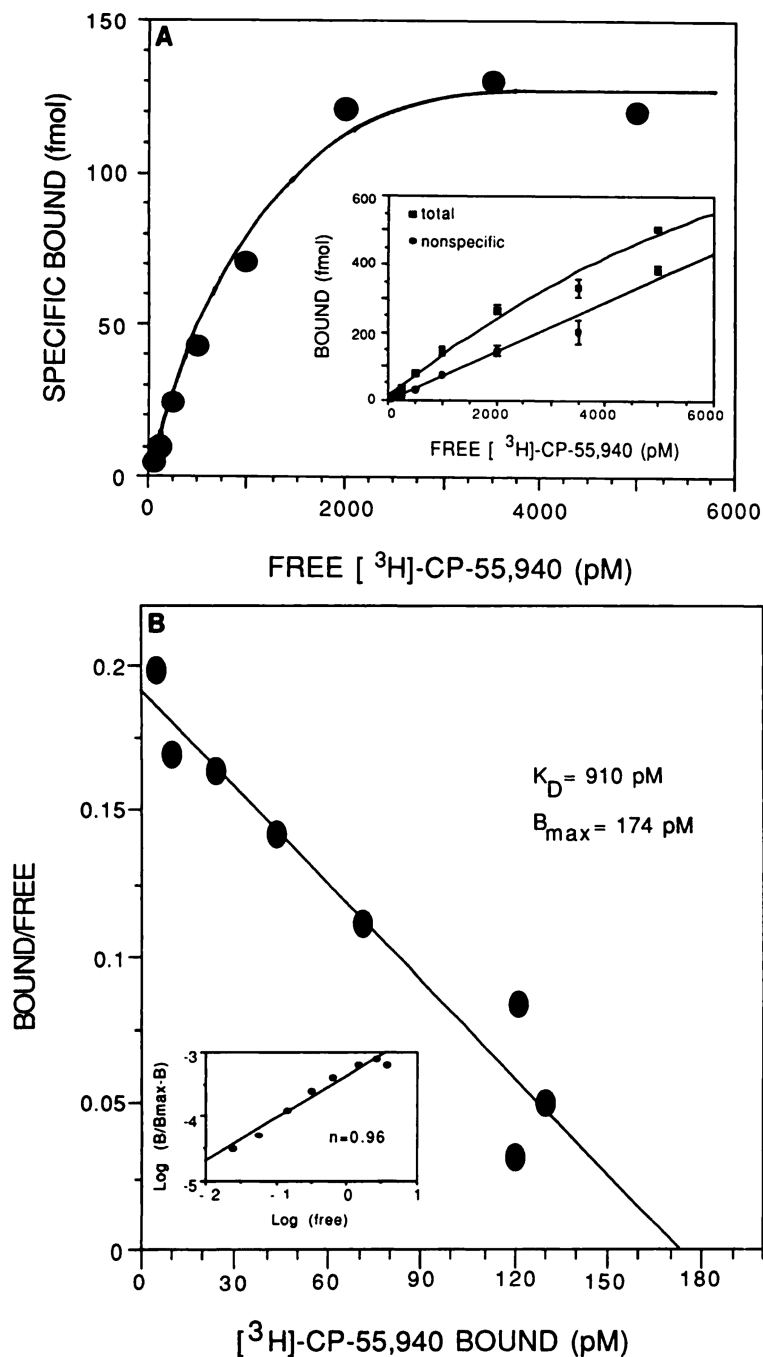 A
150
100
50
0
SPECIFIC BOUND (fmol)
0 2000 4000 6000
FREE [ ³H]-CP-55,940 (pM)
600
400
200
0
BOUND (fmol)
total
nonspecific
2000 4000 6000
FREE [ ³H]-CP-55,940 (pM)
B
0.2
0.15
0.1
0.05
0
BOUND/FREE
K_D= 910 pM
B_max= 174 pM
-3
-4
-5
Log (B/Bmax-B)
n=0.96
-2 -1 0 1
Log (free)
0 30 60 90 120 150 180
[³H]-CP-55,940 BOUND (pM)